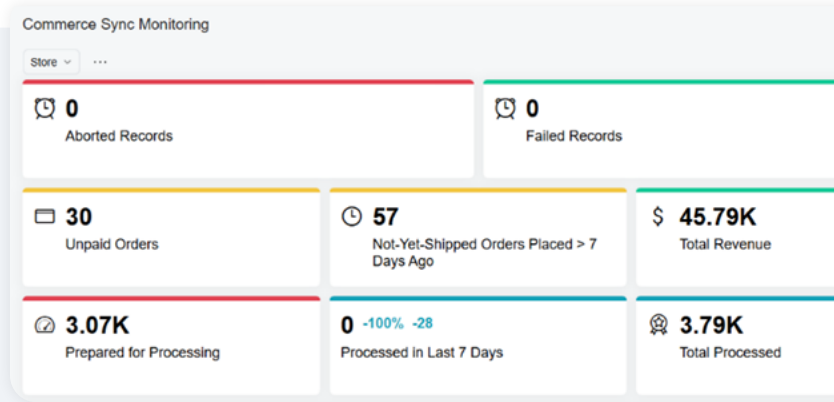 Commerce Sync Monitoring
Store
0
Aborted Records
0
Failed Records
30
Unpaid Orders
57
Not-Yet-Shipped Orders Placed > 7
Days Ago
$ 45.79K
Total Revenue
3.07K
Prepared for Processing
0 -100% -28
Processed in Last 7 Days
3.79K
Total Processed